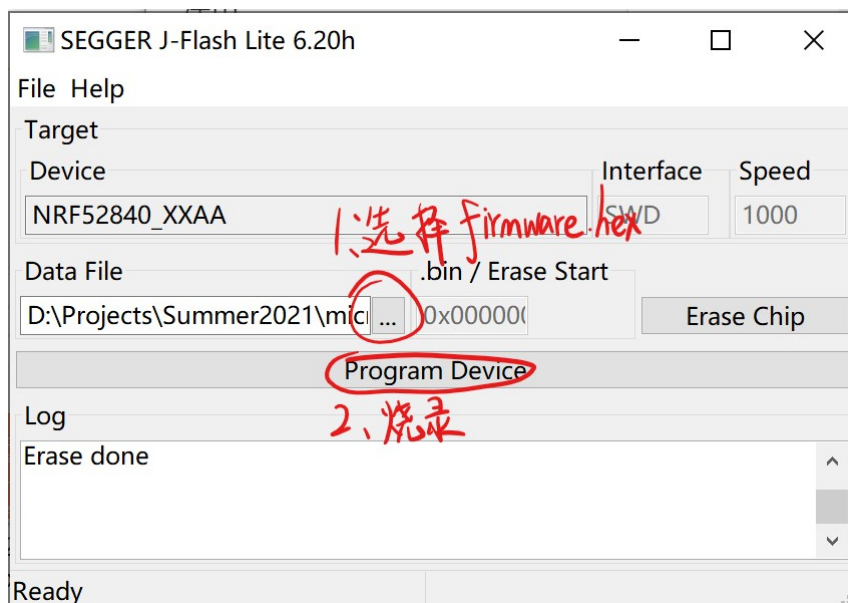 SEGGER J-Flash Lite 6.20h
File Help
Target
Device
Interface
Speed
NRF52840_XXAA
SWD
1000
1、选择 firmware.hex
Data File
.bin / Erase Start
D:\Projects\Summer2021\mic
...
0x000000
Erase Chip
Program Device
2、烧录
Log
Erase done
Ready